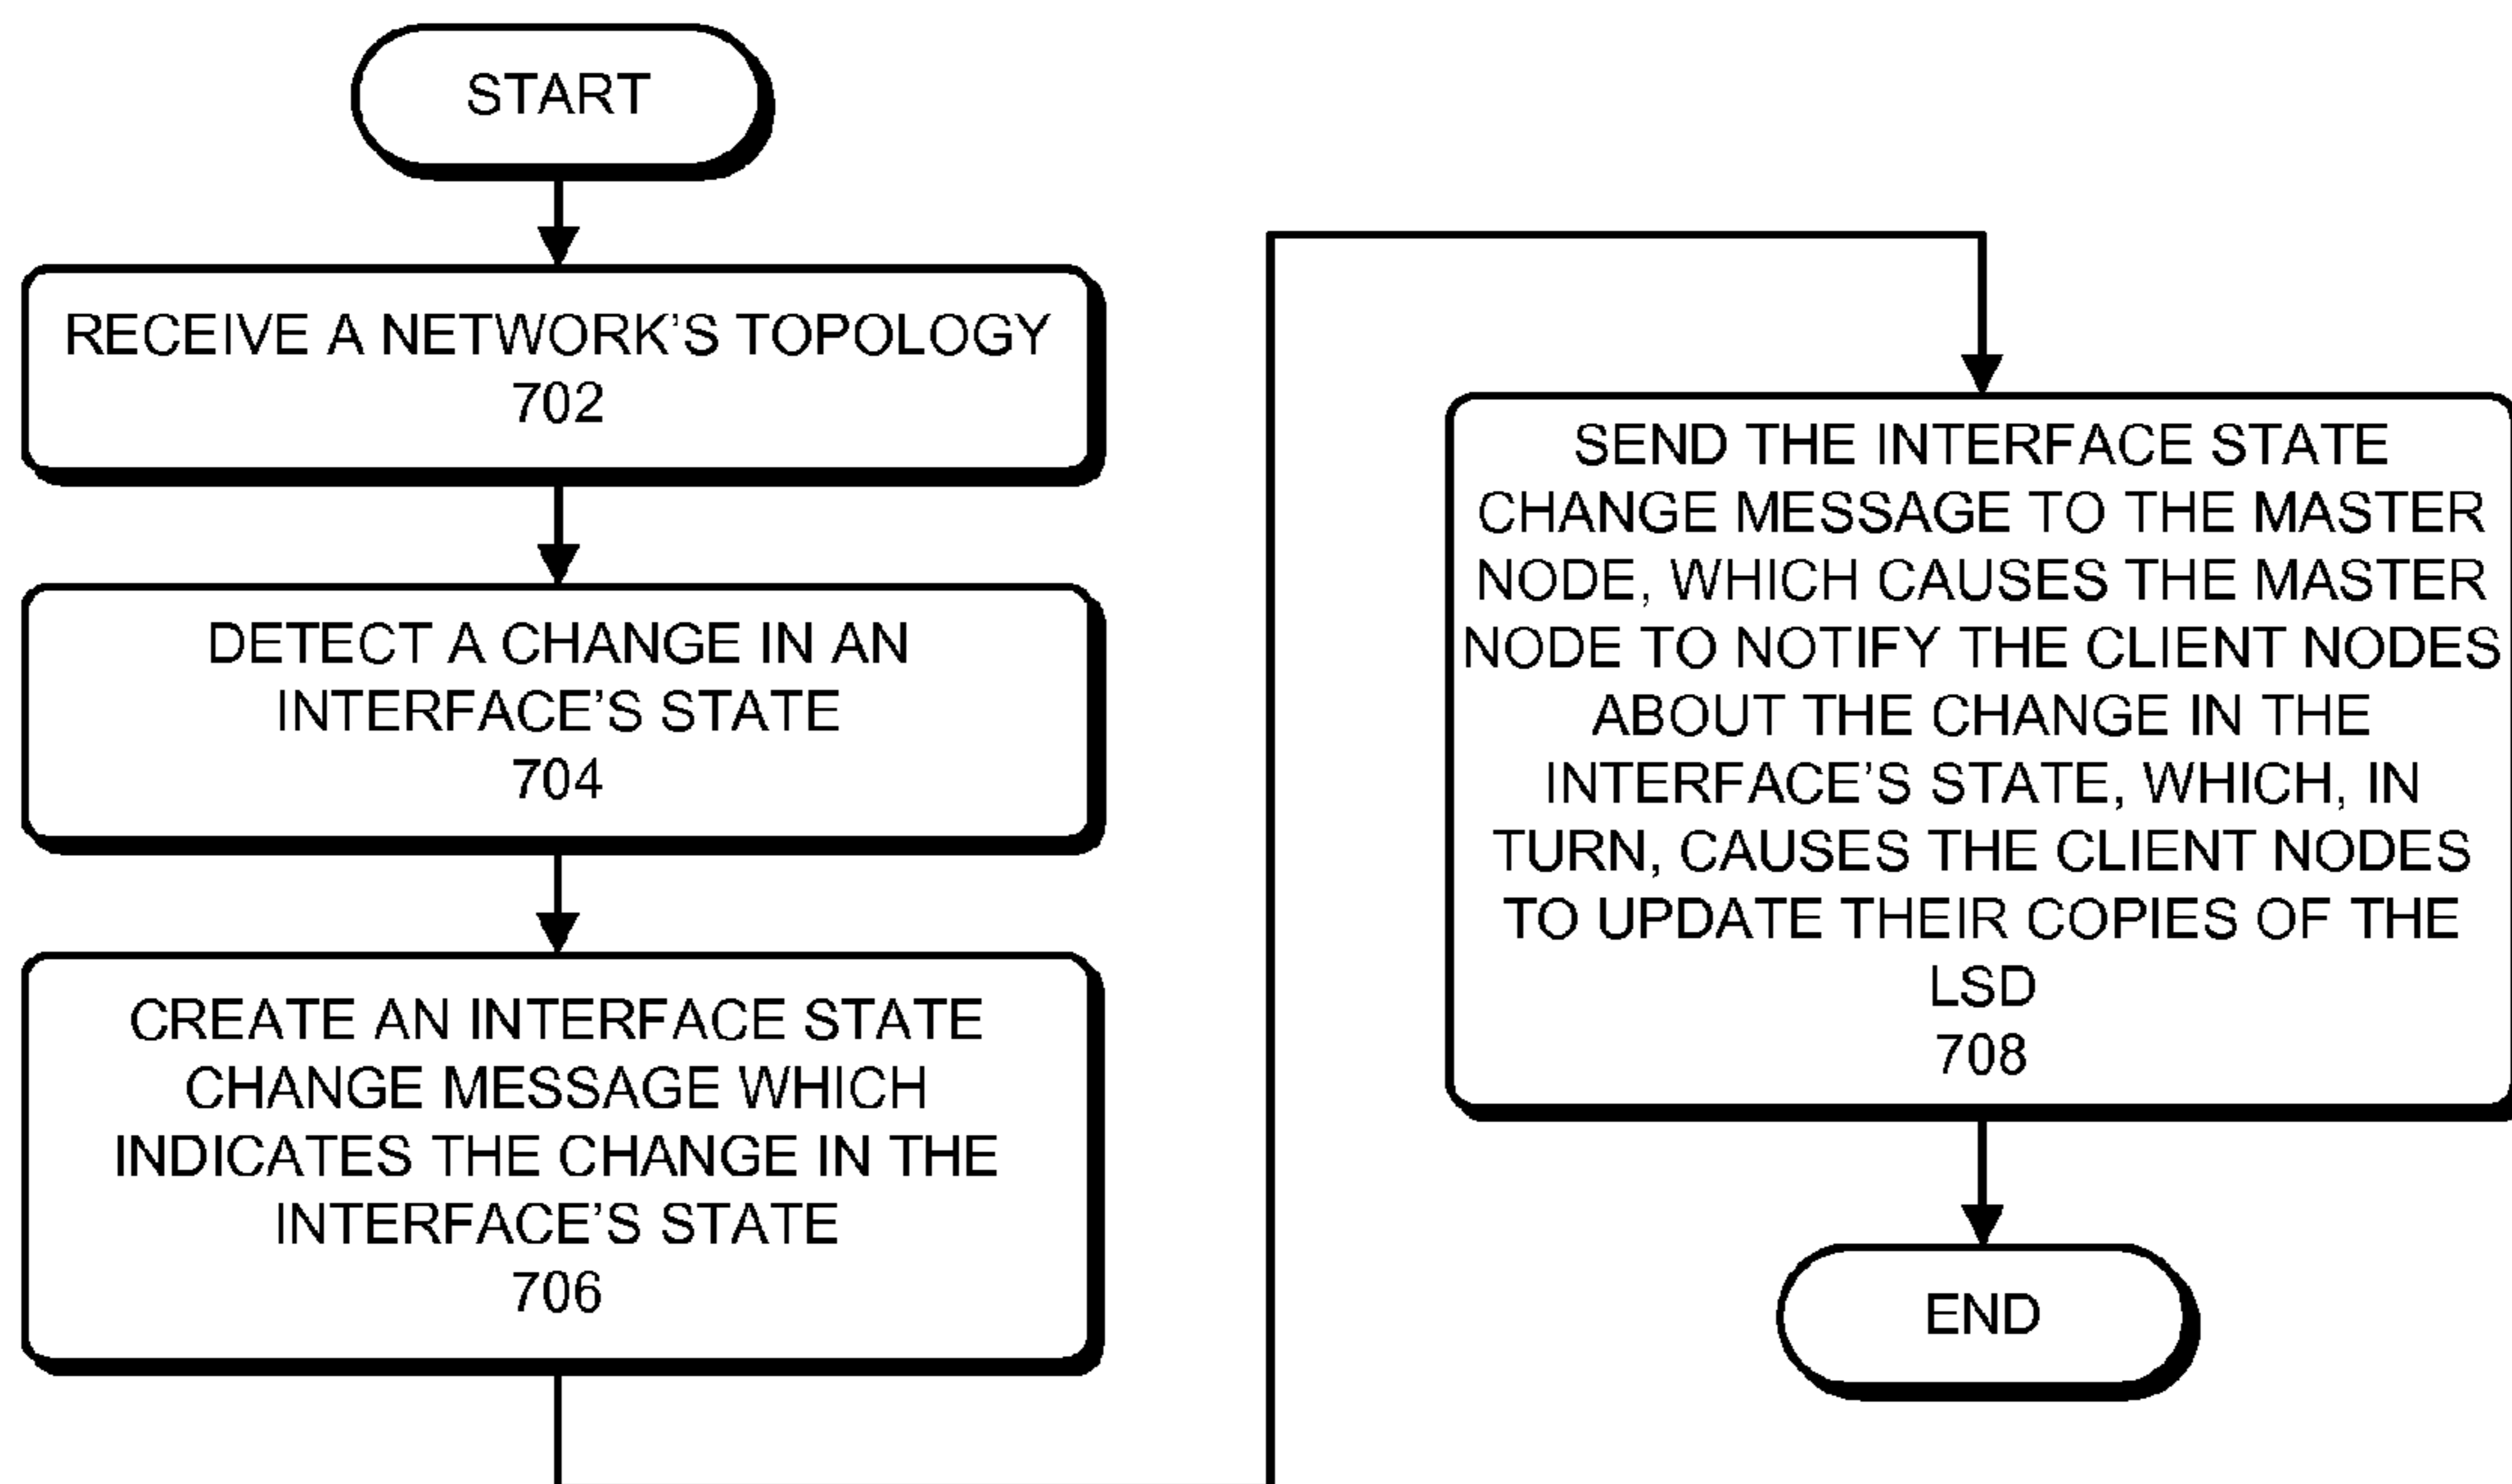 START
RECEIVE A NETWORK’S TOPOLOGY
702
DETECT A CHANGE IN AN
INTERFACE’S STATE
704
CREATE AN INTERFACE STATE
CHANGE MESSAGE WHICH
INDICATES THE CHANGE IN THE
INTERFACE’S STATE
706
SEND THE INTERFACE STATE
CHANGE MESSAGE TO THE MASTER
NODE, WHICH CAUSES THE MASTER
NODE TO NOTIFY THE CLIENT NODES
ABOUT THE CHANGE IN THE
INTERFACE’S STATE, WHICH, IN
TURN, CAUSES THE CLIENT NODES
TO UPDATE THEIR COPIES OF THE
LSD
708
END